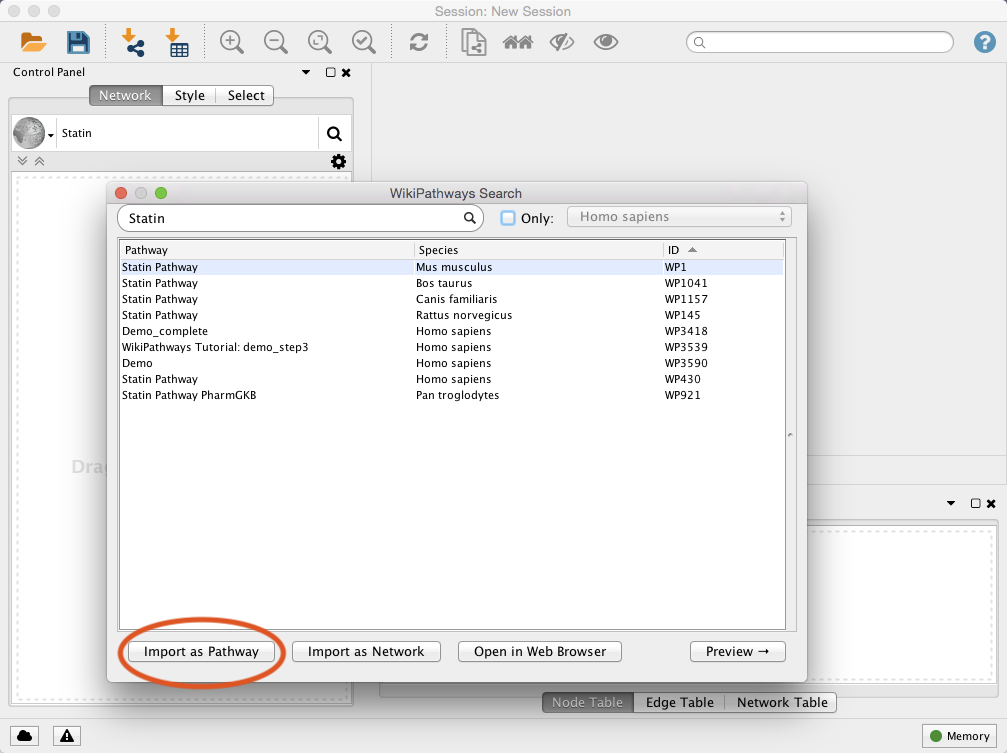 Session: New Session
Control Panel
Network Style Select
Statin
WikiPathways Search
Statin Only: Homo sapiens
Pathway Species ID
Statin Pathway Mus musculus WP1
Statin Pathway Bos taurus WP1041
Statin Pathway Canis familiaris WP1157
Statin Pathway Rattus norvegicus WP145
Demo_complete Homo sapiens WP3418
WikiPathways Tutorial: demo_step3 Homo sapiens WP3539
Demo Homo sapiens WP3590
Statin Pathway Homo sapiens WP430
Statin Pathway PharmGKB Pan troglodytes WP921
Drag
Import as Pathway Import as Network Open in Web Browser Preview →
Node Table Edge Table Network Table
Memory